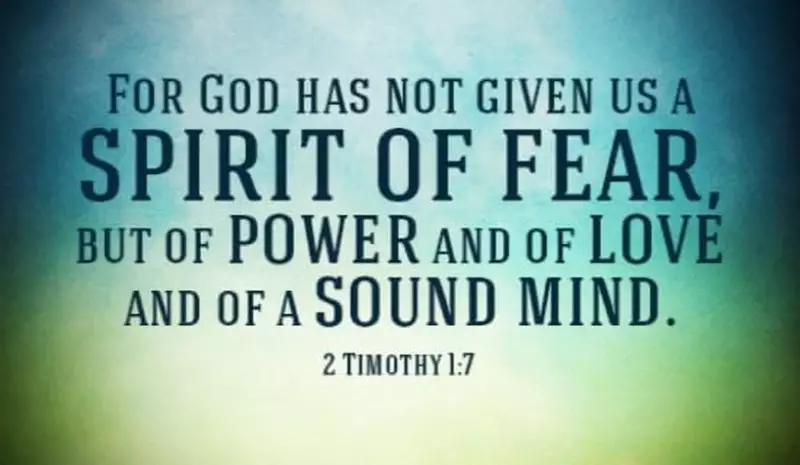 For God has not given us a
SPIRIT OF FEAR,
but of POWER and of LOVE
and of a SOUND MIND.
2 Timothy 1:7